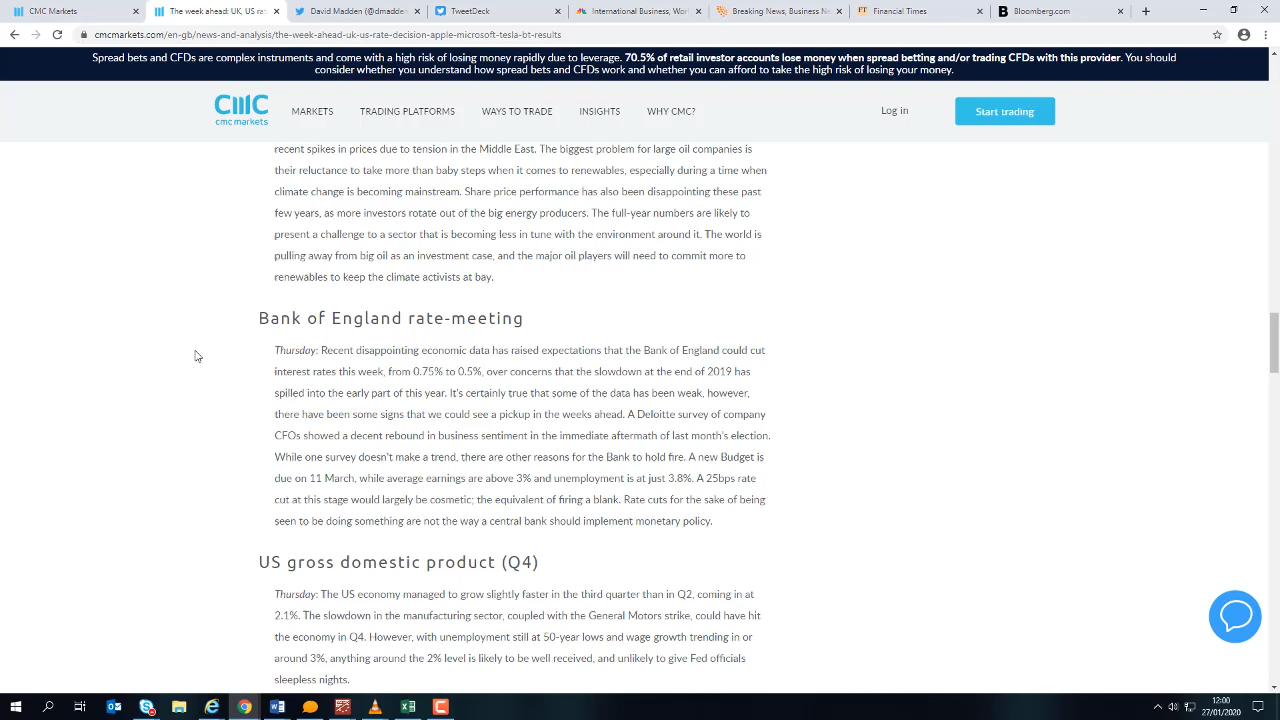 CMC Markets
The week ahead: UK, US ra
David Madden (@dmadden
TweetDeck
International Business, Wor
Breaking News, Business Ne
Financial Times
Bloomberg.com
cmcmarkets.com/en-gb/news-and-analysis/the-week-ahead-uk-us-rate-decision-apple-microsoft-tesla-bt-results
Spread bets and CFDs are complex instruments and come with a high risk of losing money rapidly due to leverage. 70.5% of retail investor accounts lose money when spread betting and/or trading CFDs with this provider. You should
consider whether you understand how spread bets and CFDs work and whether you can afford to take the high risk of losing your money.
cmc markets
MARKETS
TRADING PLATFORMS
WAYS TO TRADE
INSIGHTS
WHY CMC?
Log in
Start trading
recent spikes in prices due to tension in the Middle East. The biggest problem for large oil companies is
their reluctance to take more than baby steps when it comes to renewables, especially during a time when
climate change is becoming mainstream. Share price performance has also been disappointing these past
few years, as more investors rotate out of the big energy producers. The full-year numbers are likely to
present a challenge to a sector that is becoming less in tune with the environment around it. The world is
pulling away from big oil as an investment case, and the major oil players will need to commit more to
renewables to keep the climate activists at bay.
Bank of England rate-meeting
Thursday: Recent disappointing economic data has raised expectations that the Bank of England could cut
interest rates this week, from 0.75% to 0.5%, over concerns that the slowdown at the end of 2019 has
spilled into the early part of this year. It's certainly true that some of the data has been weak, however,
there have been some signs that we could see a pickup in the weeks ahead. A Deloitte survey of company
CFOs showed a decent rebound in business sentiment in the immediate aftermath of last month's election.
While one survey doesn't make a trend, there are other reasons for the Bank to hold fire. A new Budget is
due on 11 March, while average earnings are above 3% and unemployment is at just 3.8%. A 25bps rate
cut at this stage would largely be cosmetic; the equivalent of firing a blank. Rate cuts for the sake of being
seen to be doing something are not the way a central bank should implement monetary policy.
US gross domestic product (Q4)
Thursday: The US economy managed to grow slightly faster in the third quarter than in Q2, coming in at
2.1%. The slowdown in the manufacturing sector, coupled with the General Motors strike, could have hit
the economy in Q4. However, with unemployment still at 50-year lows and wage growth trending in or
around 3%, anything around the 2% level is likely to be well received, and unlikely to give Fed officials
sleepless nights.
12:00
27/01/2020